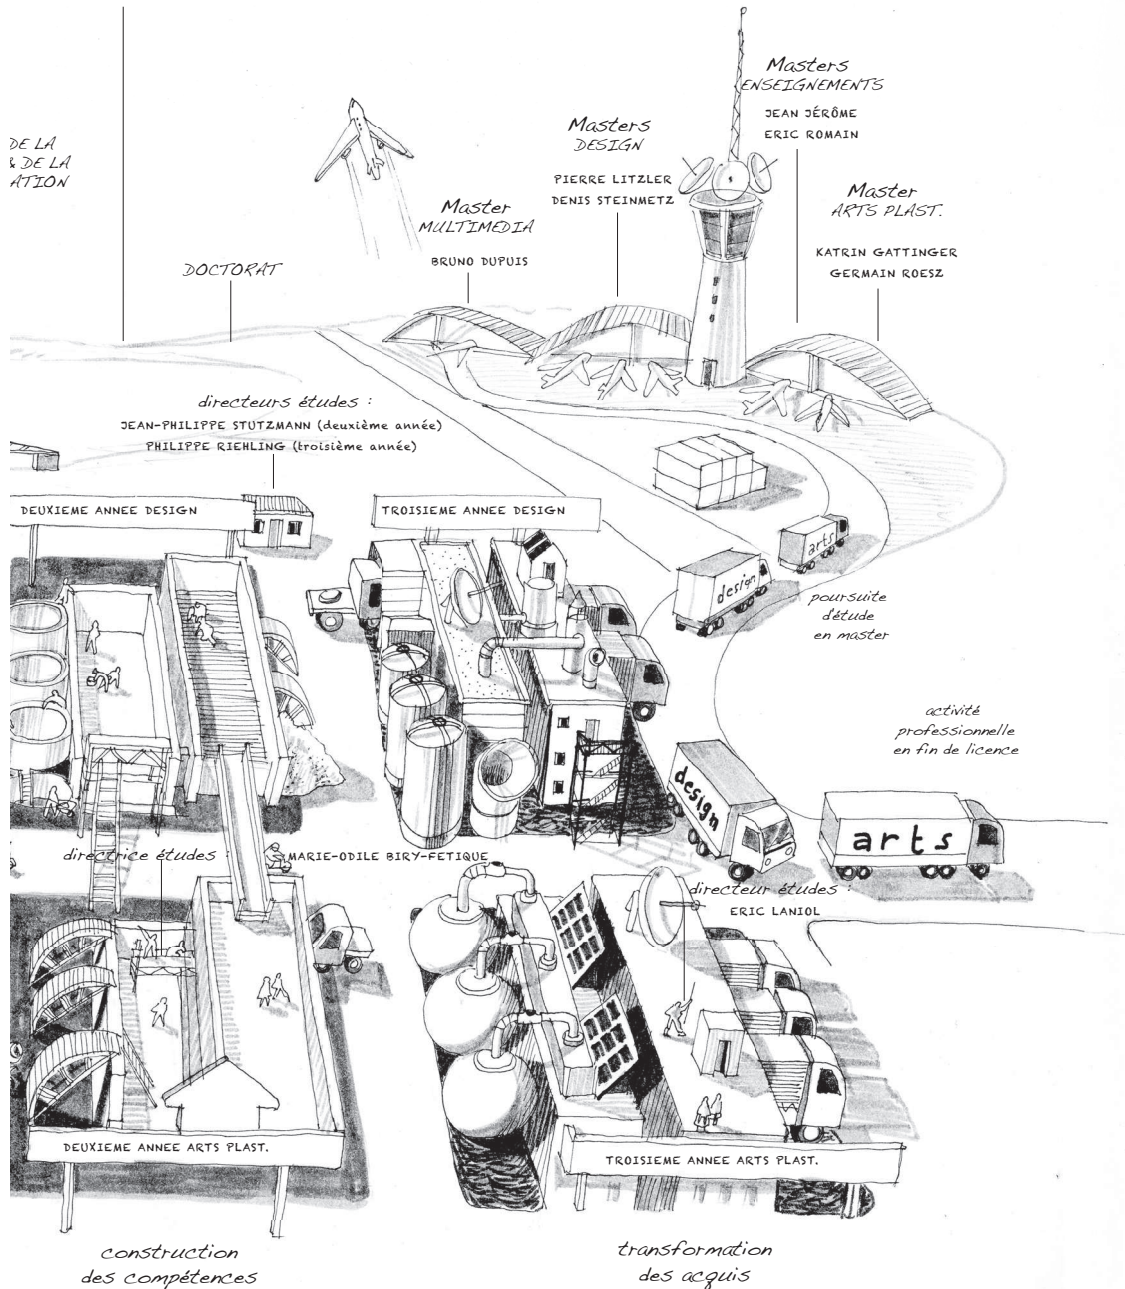 Masters
ENSEIGNEMENTS
JEAN JÉRÔME
ERIC ROMAIN
Masters
DESIGN
PIERRE LITZLER
DENIS STEINMETZ
DE LA
& DE LA
ATION
Master
MULTIMEDIA
BRUNO DUPUIS
Master
ARTS PLAST.
KATRIN GATTINGER
GERMAIN ROESZ
DOCTORAT
directeurs études :
JEAN-PHILIPPE STUTZMANN (deuxième année)
PHILIPPE RIEHLING (troisième année)
DEUXIEME ANNEE DESIGN
TROISIEME ANNEE DESIGN
arts
design
poursuite
d'étude
en master
activité
professionnelle
en fin de licence
design
arts
directrice études :
MARIE-ODILE BIRY-FETIQUE
directeur études :
ERIC LANIOL
DEUXIEME ANNEE ARTS PLAST.
TROISIEME ANNEE ARTS PLAST.
construction
des compétences
transformation
des acquis